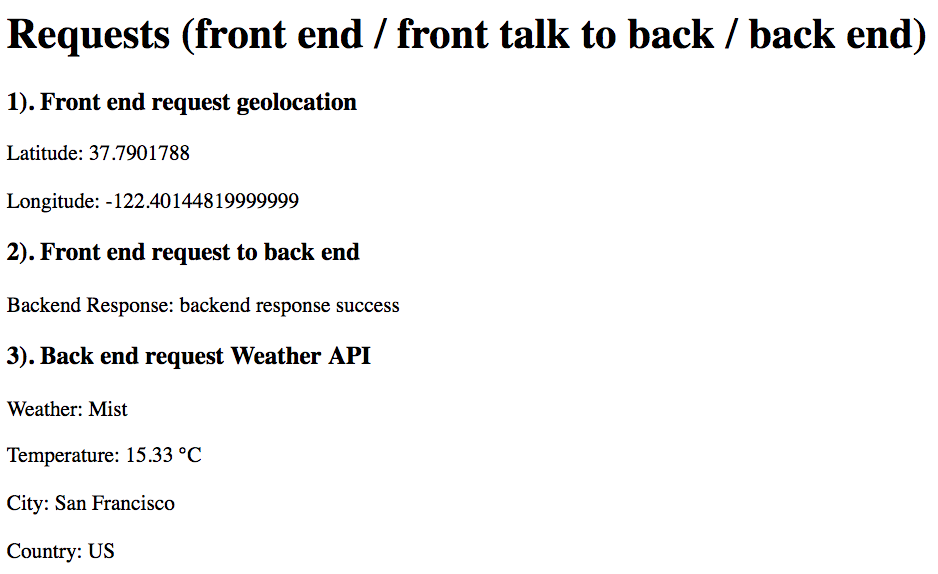 Requests (front end / front talk to back / back end)
1). Front end request geolocation
Latitude: 37.7901788
Longitude: -122.40144819999999
2). Front end request to back end
Backend Response: backend response success
3). Back end request Weather API
Weather: Mist
Temperature: 15.33 °C
City: San Francisco
Country: US